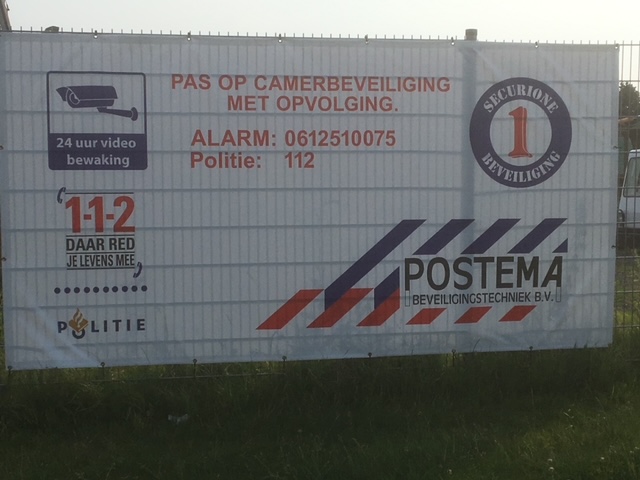 PAS OP CAMERBEVEILIGING
MET OPVOLGING.
ALARM: 0612510075
Politie: 112
24 uur video
bewaking
SECURIONE
1
BEVEILIGING
1-1-2
DAAR RED
JE LEVENS MEE
POLITIE
POSTEMA
BEVEILIGINGSTECHNIEK B.V.